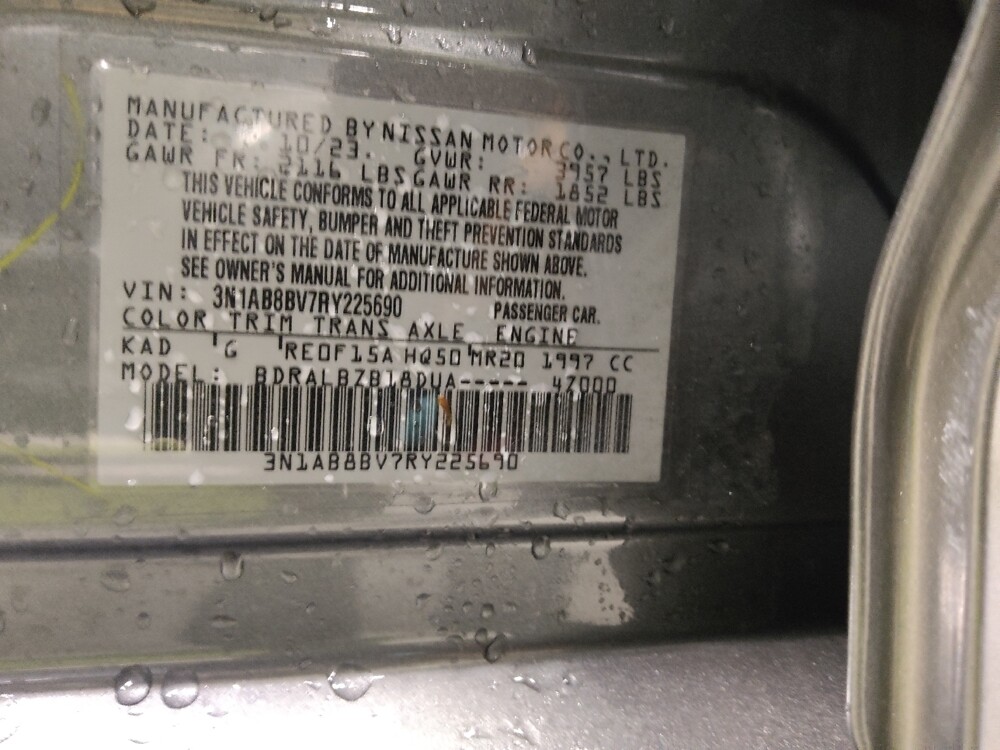 MANUFACTURED BY NISSAN MOTOR CO., LTD.
DATE: 10/23. GVWR: 3957 LBS
GAWR FR: 2116 LBS GAWR RR: 1852 LBS
THIS VEHICLE CONFORMS TO ALL APPLICABLE FEDERAL MOTOR
VEHICLE SAFETY, BUMPER AND THEFT PREVENTION STANDARDS
IN EFFECT ON THE DATE OF MANUFACTURE SHOWN ABOVE.
SEE OWNER'S MANUAL FOR ADDITIONAL INFORMATION.
VIN: 3N1AB8BV7RY225690 PASSENGER CAR.
COLOR TRIM TRANS AXLE ENGINE
KAD G RE0F15A HQ50 MR20 1997 CC
MODEL: BDRALBZB18DUA----- 4Z000
3N1AB8BV7RY225690